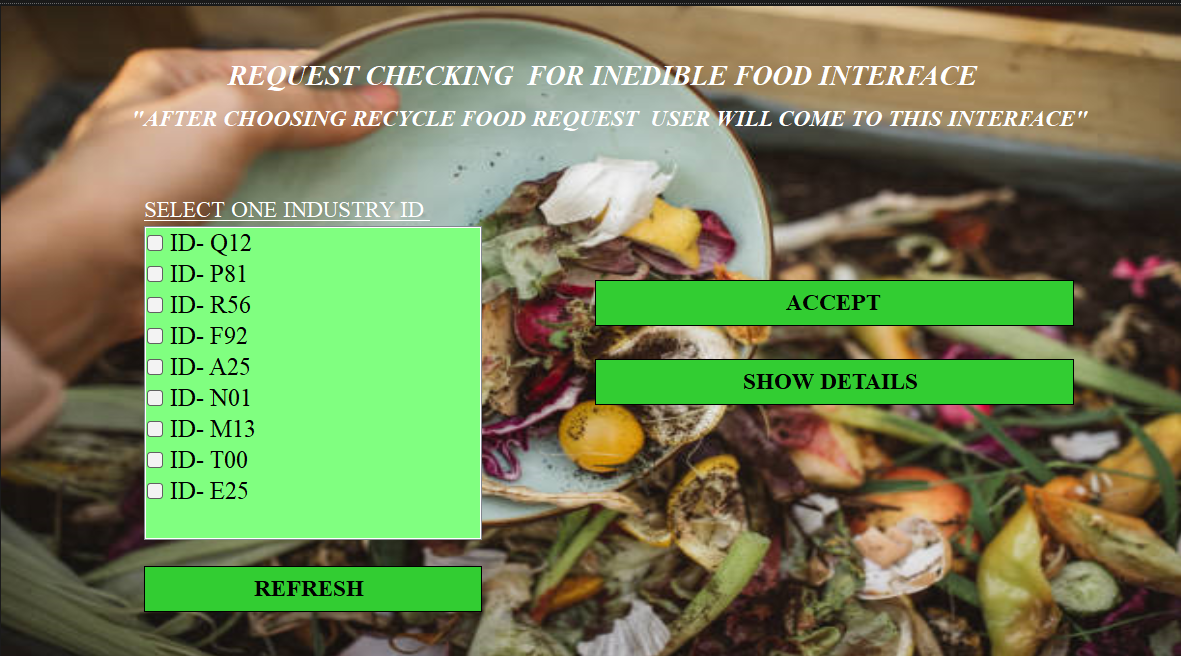 REQUEST CHECKING  FOR INEDIBLE FOOD INTERFACE
"AFTER CHOOSING RECYCLE FOOD REQUEST  USER WILL COME TO THIS INTERFACE"
SELECT ONE INDUSTRY ID
ID- Q12
ID- P81
ID- R56
ID- F92
ID- A25
ID- N01
ID- M13
ID- T00
ID- E25
REFRESH
ACCEPT
SHOW DETAILS